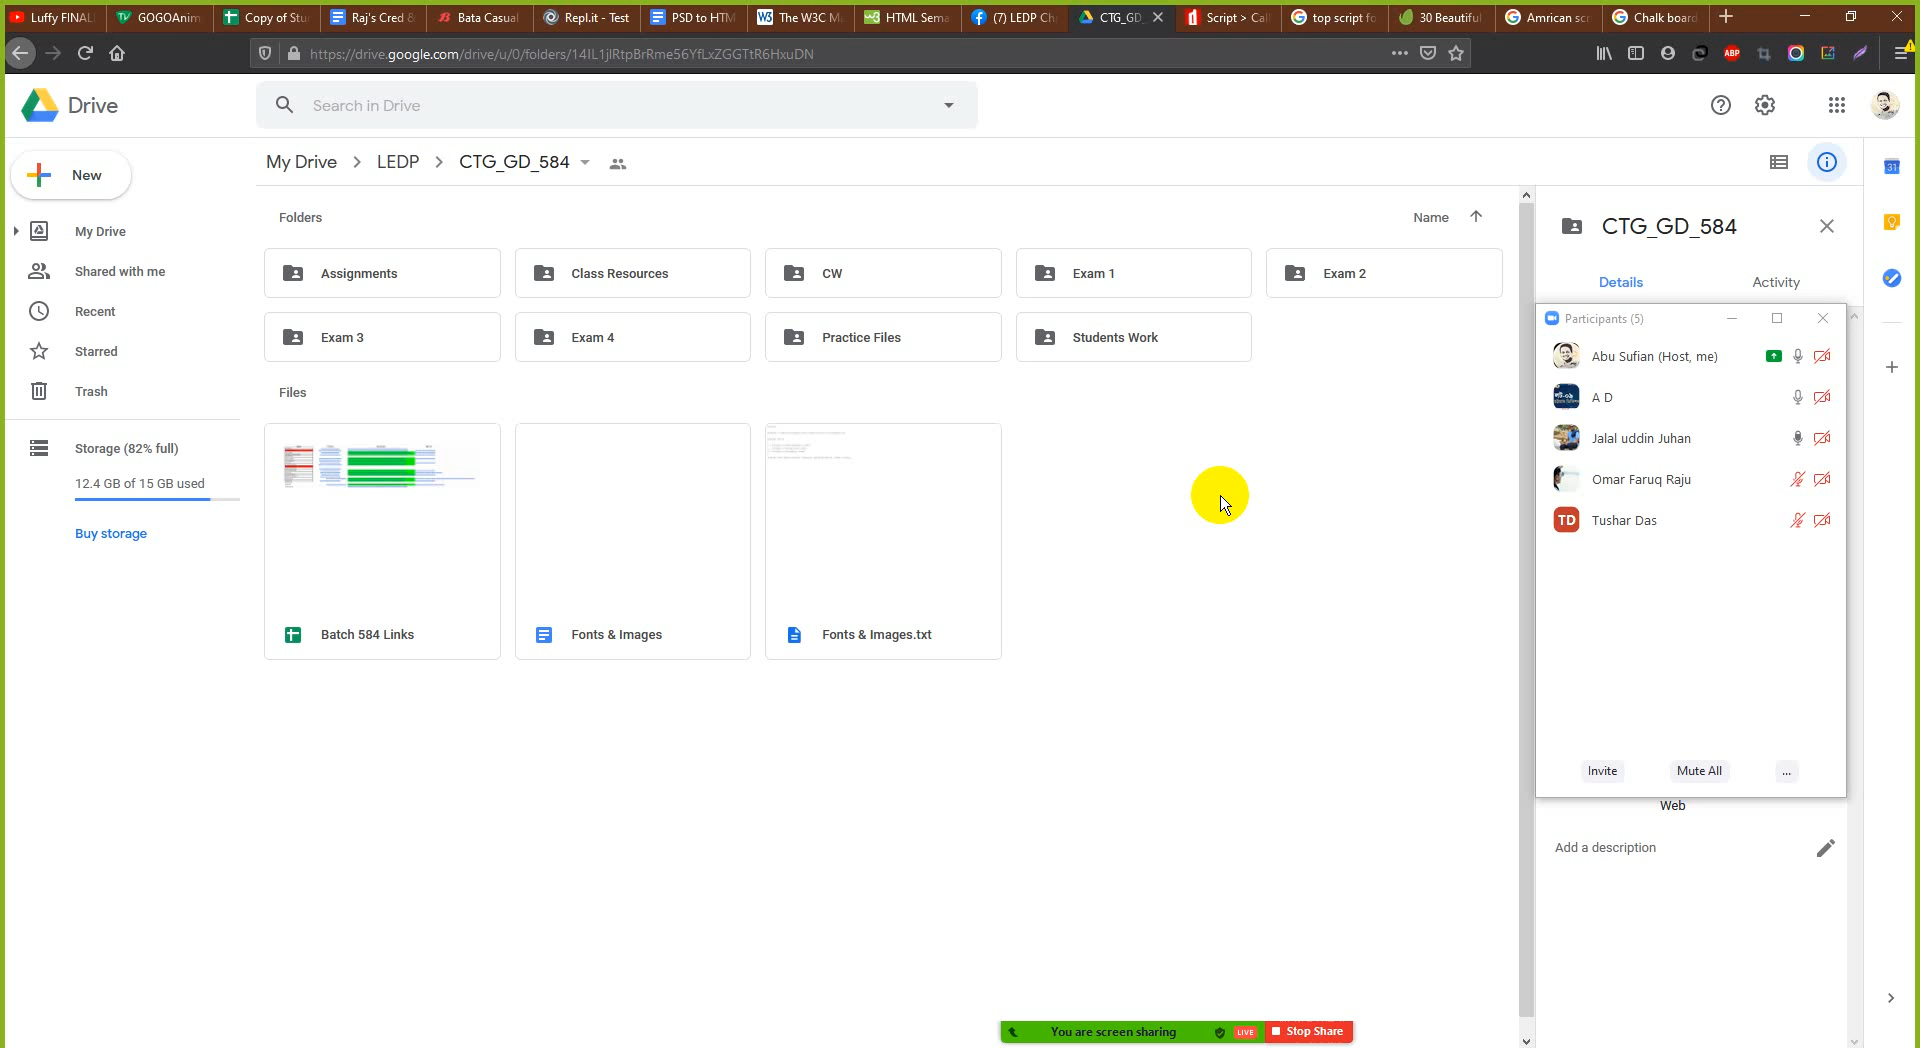 Luffy FINAL
GOGOAnim
Copy of Stu
Raj's Cred &
Bata Casual
Repl.it - Test
PSD to HTM
The W3C M
HTML Sema
(7) LEDP Ch
CTG_GD_
Script > Cal
top script fo
30 Beautiful
Amrican scr
Chalk board
https://drive.google.com/drive/u/0/folders/14IL1jlRtpBrRme56YfLxZGGTtR6HxuDN
ABP
Drive
Search in Drive
New
My Drive
Shared with me
Recent
Starred
Trash
Storage (82% full)
12.4 GB of 15 GB used
Buy storage
My Drive > LEDP > CTG_GD_584
Folders
Name
Assignments
Class Resources
CW
Exam 1
Exam 2
Exam 3
Exam 4
Practice Files
Students Work
Files
Batch 584 Links
Fonts & Images
Fonts & Images.txt
CTG_GD_584
Details
Activity
Participants (5)
Abu Sufian (Host, me)
A D
Jalal uddin Juhan
Omar Faruq Raju
TD
Tushar Das
Invite
Mute All
...
Web
Add a description
31
You are screen sharing
LIVE
Stop Share